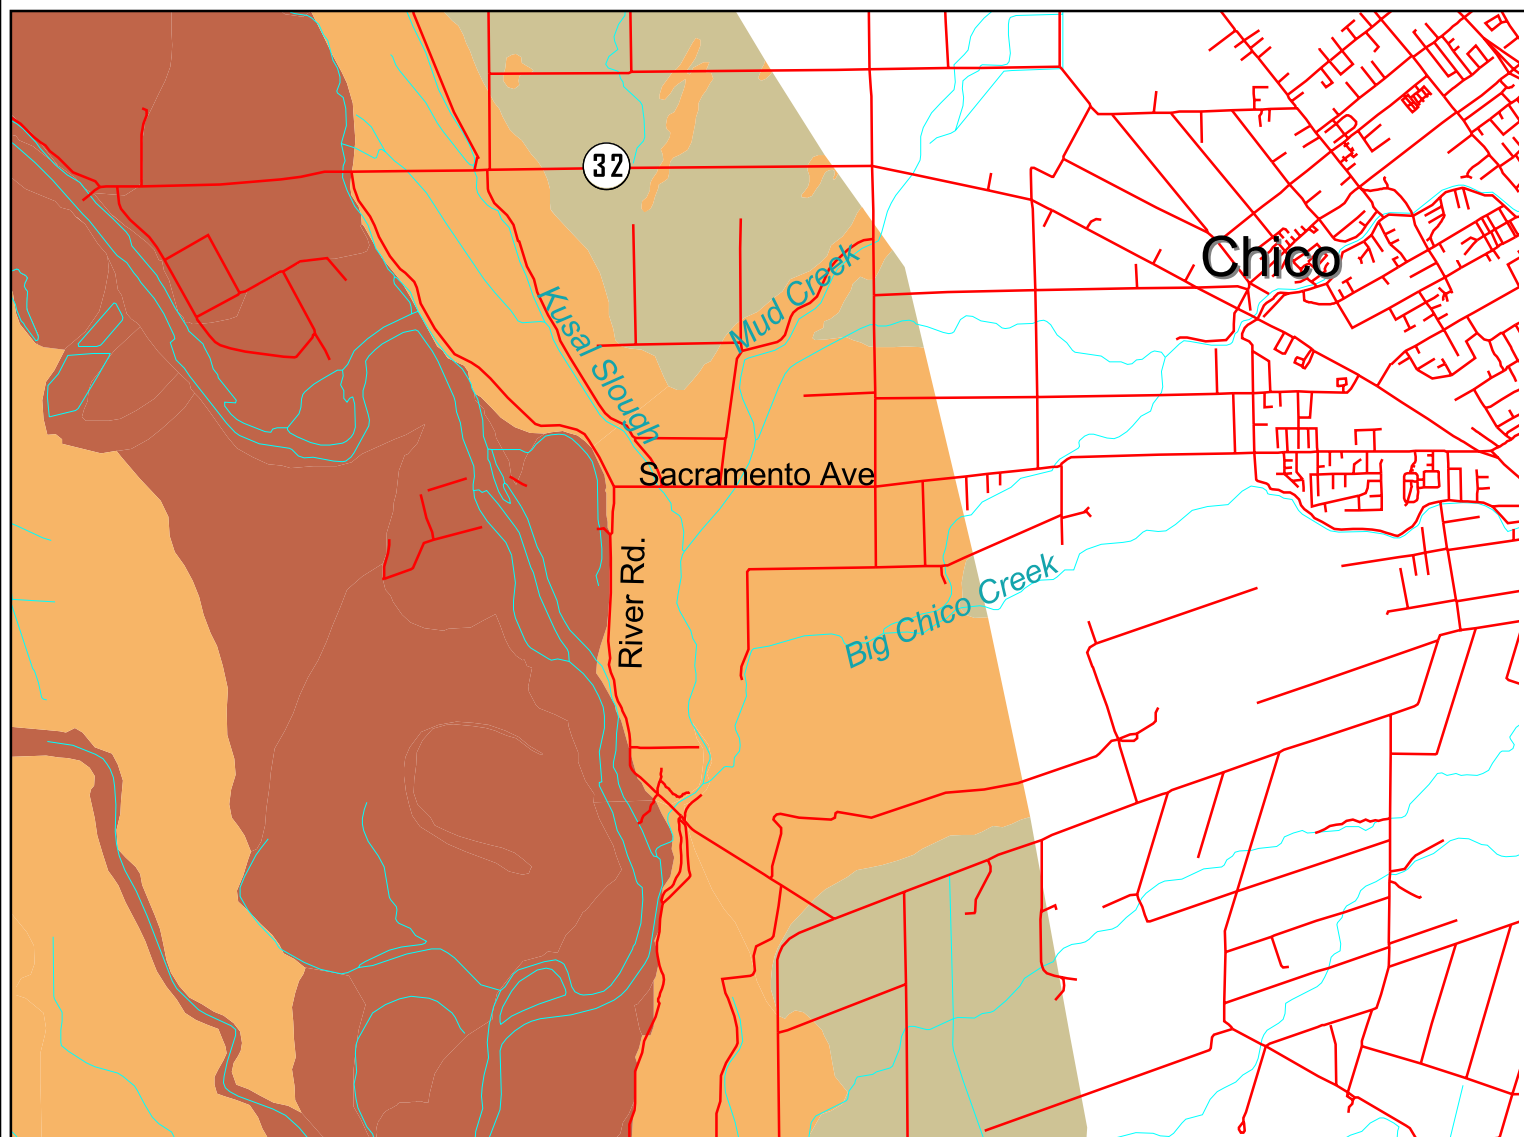 32
Chico
Mud Creek
Kusal Slough
Sacramento Ave
River Rd.
Big Chico Creek